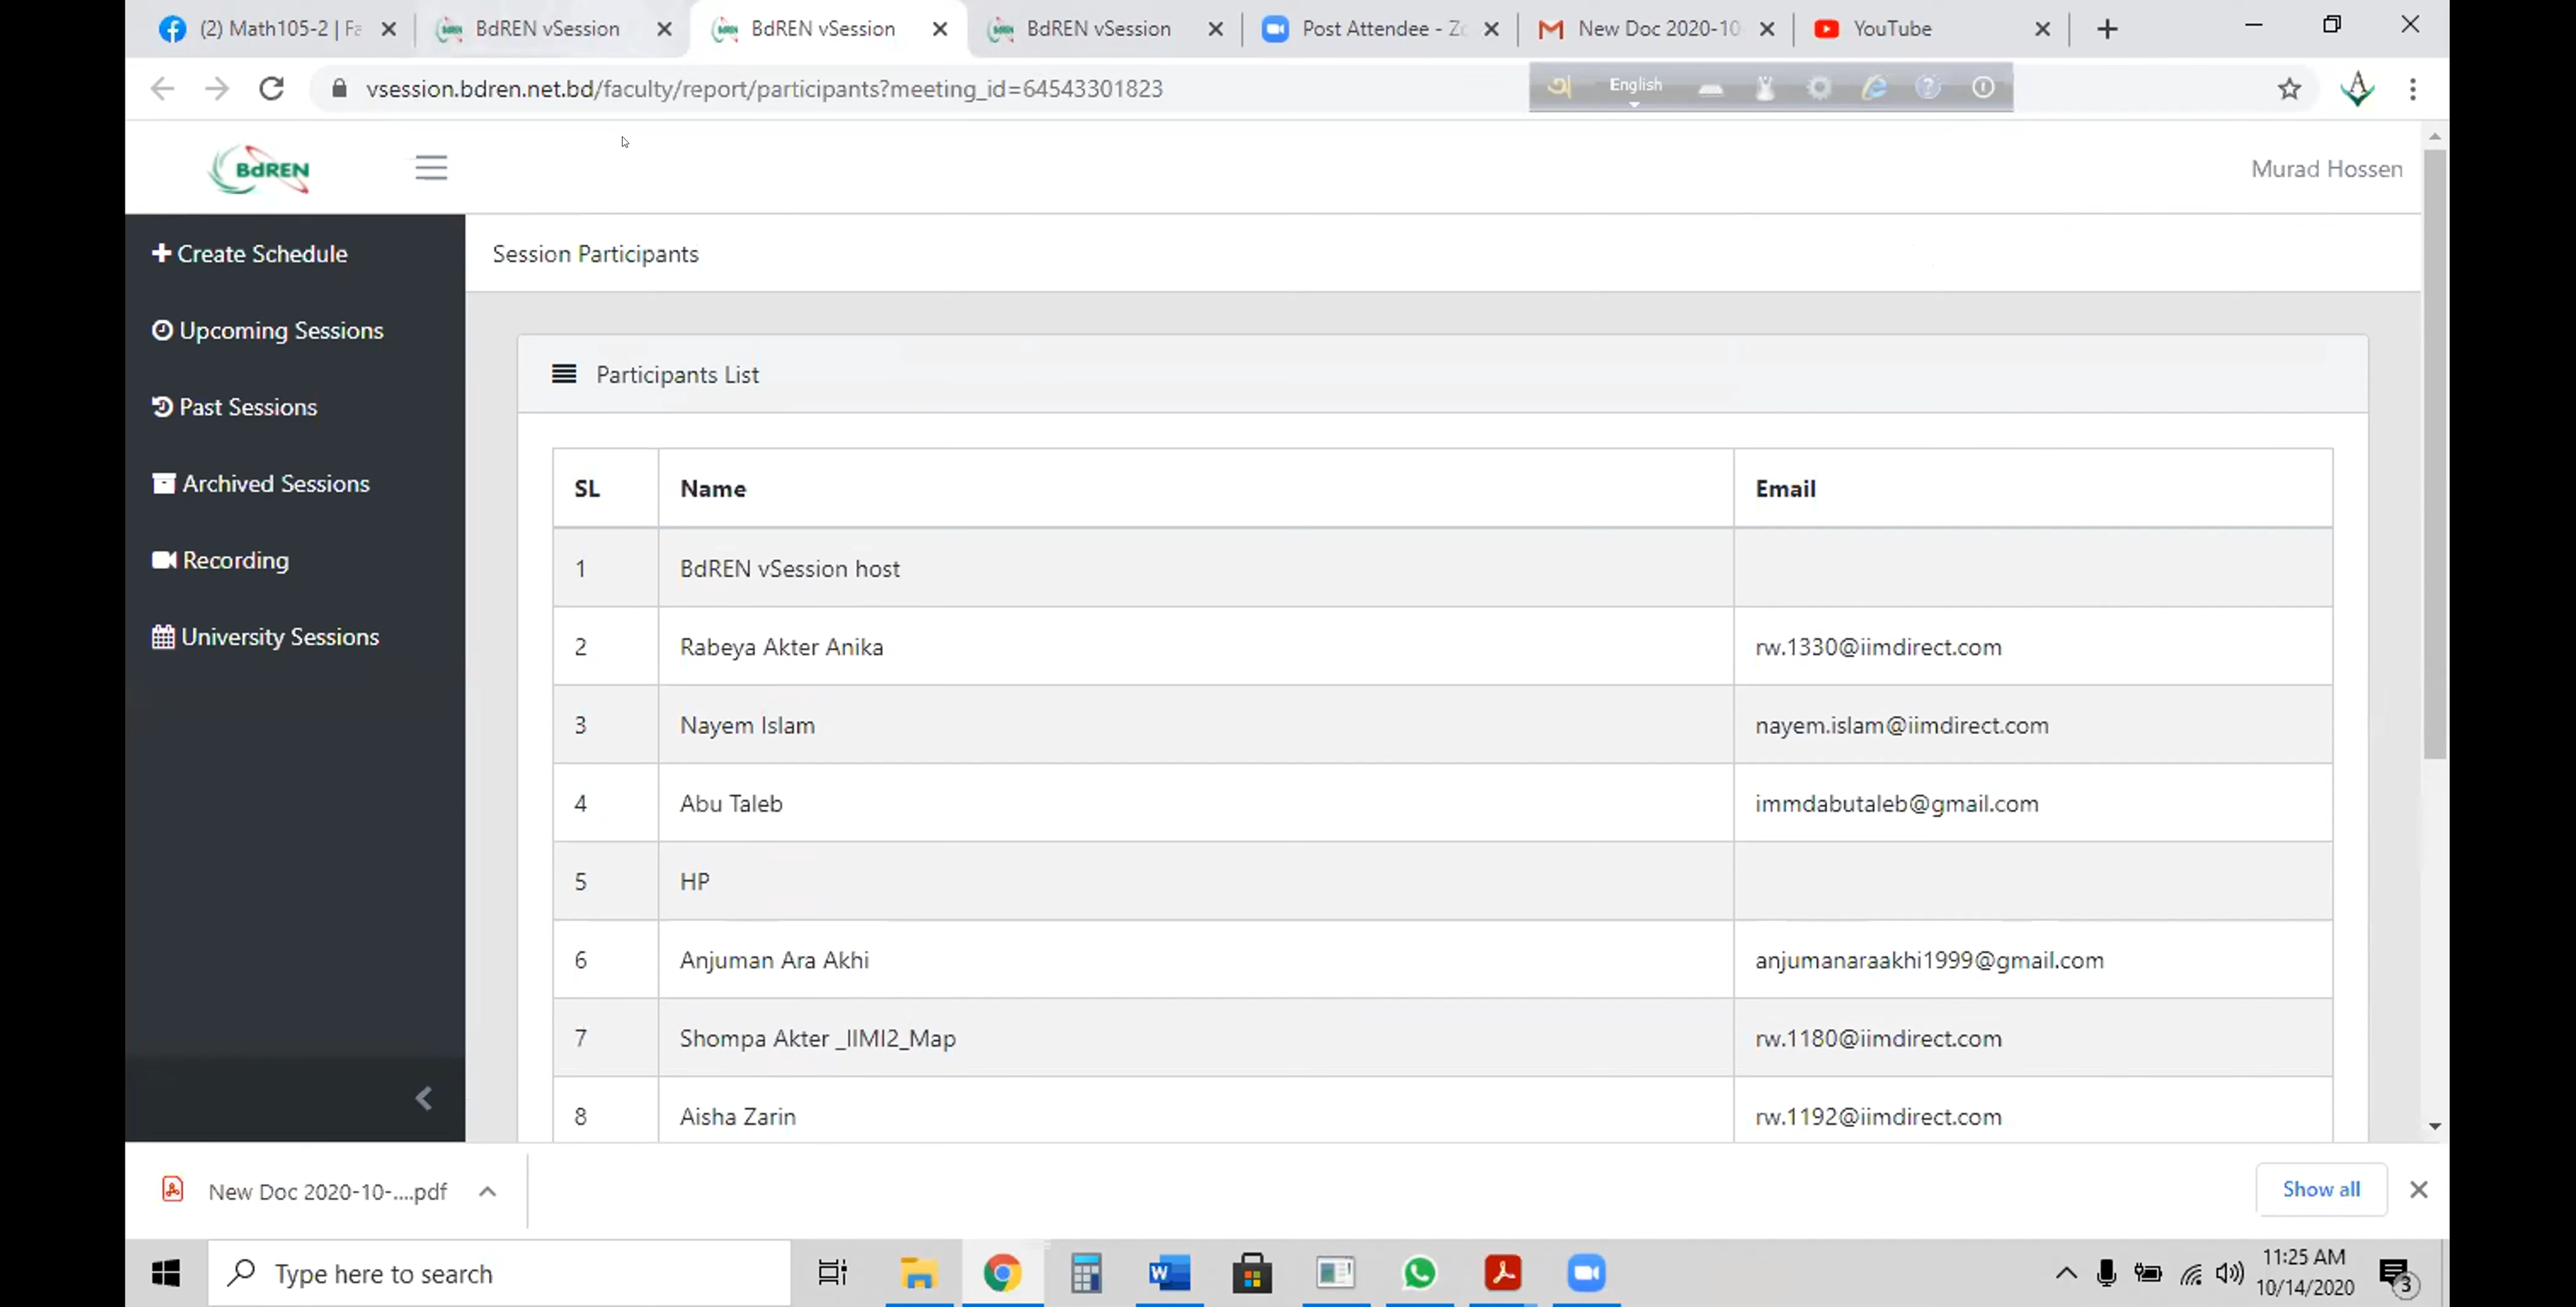 (2) Math105-2 | Fa
BdREN vSession
BdREN vSession
BdREN vSession
Post Attendee - Zo
New Doc 2020-10
YouTube
vsession.bdren.net.bd/faculty/report/participants?meeting_id=64543301823
অ English
BdREN
Murad Hossen
Create Schedule
Upcoming Sessions
Past Sessions
Archived Sessions
Recording
University Sessions
Session Participants
Participants List
SL Name Email
1 BdREN vSession host
2 Rabeya Akter Anika rw.1330@iimdirect.com
3 Nayem Islam nayem.islam@iimdirect.com
4 Abu Taleb immdabutaleb@gmail.com
5 HP
6 Anjuman Ara Akhi anjumanaraakhi1999@gmail.com
7 Shompa Akter _IIMI2_Map rw.1180@iimdirect.com
8 Aisha Zarin rw.1192@iimdirect.com
New Doc 2020-10-....pdf
Show all
Type here to search
11:25 AM
10/14/2020
3